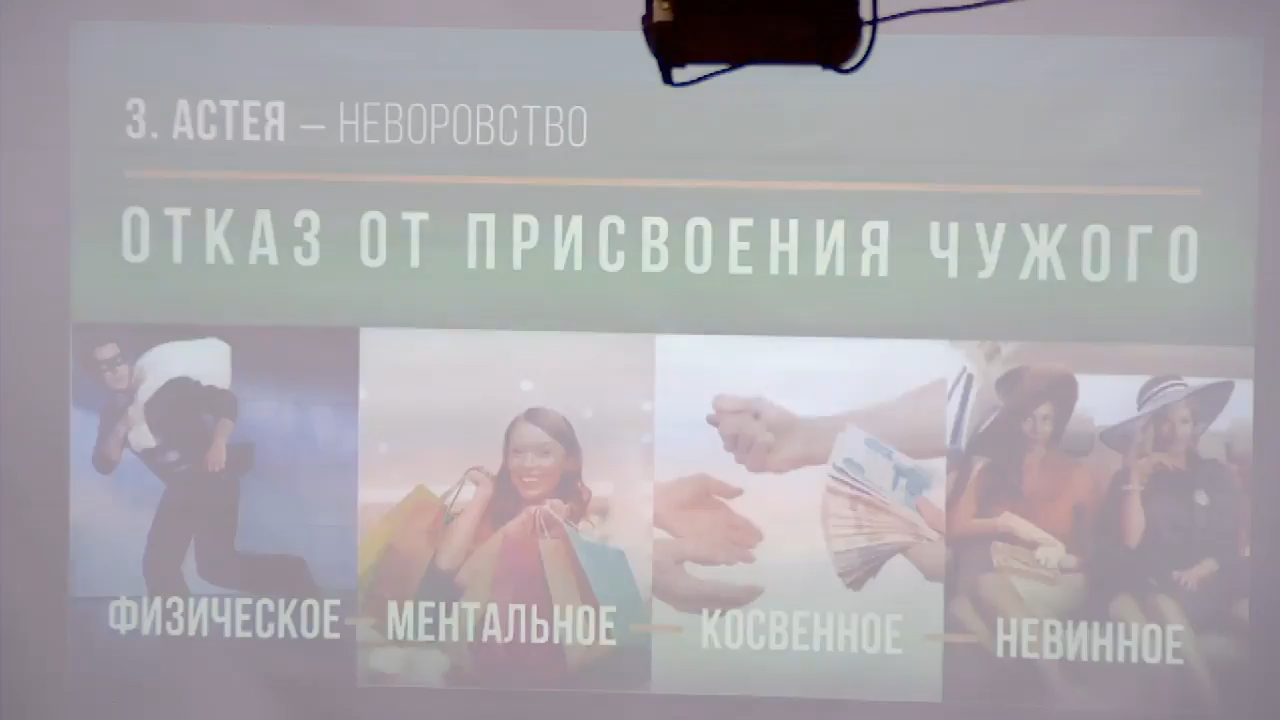 3. АСТЕЯ – НЕВОРОВСТВО
ОТКАЗ ОТ ПРИСВОЕНИЯ ЧУЖОГО
ФИЗИЧЕСКОЕ – МЕНТАЛЬНОЕ – КОСВЕННОЕ – НЕВИННОЕ